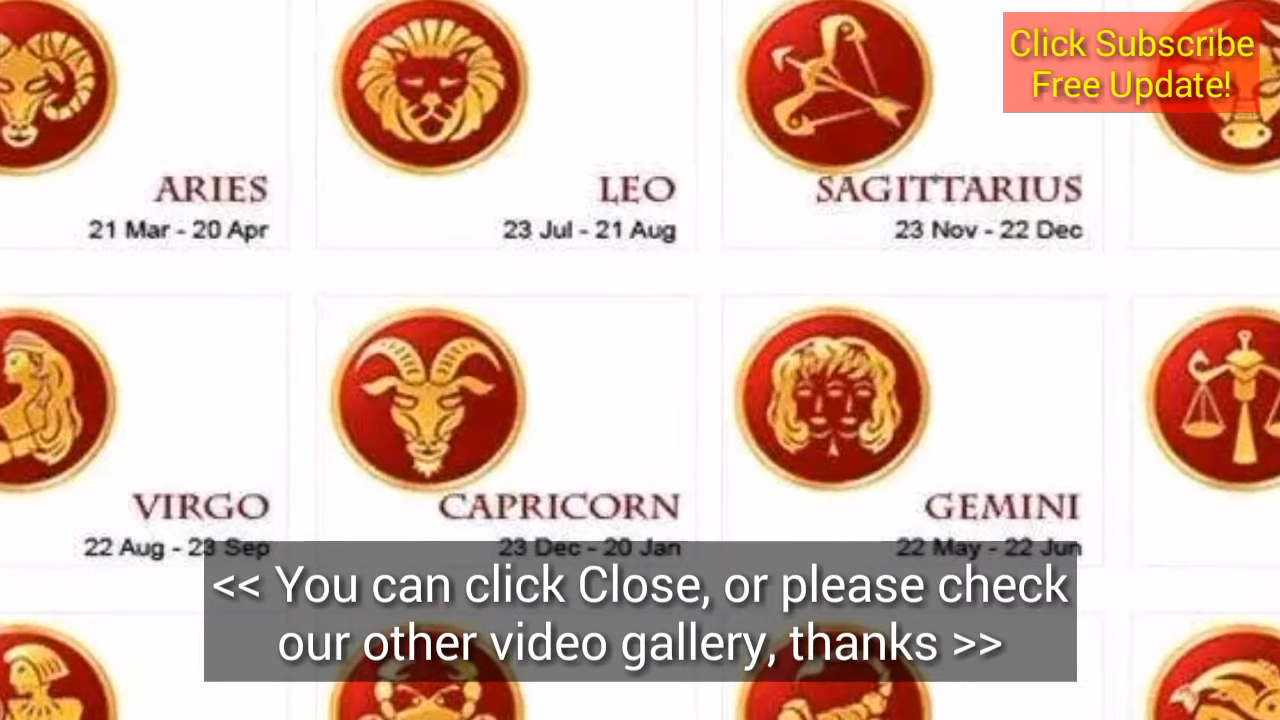 Click Subscribe
Free Update!
ARIES
21 Mar - 20 Apr
LEO
23 Jul - 21 Aug
SAGITTARIUS
23 Nov - 22 Dec
VIRGO
22 Aug - 23 Sep
CAPRICORN
23 Dec - 20 Jan
GEMINI
22 May - 22 Jun
<< You can click Close, or please check
our other video gallery, thanks >>